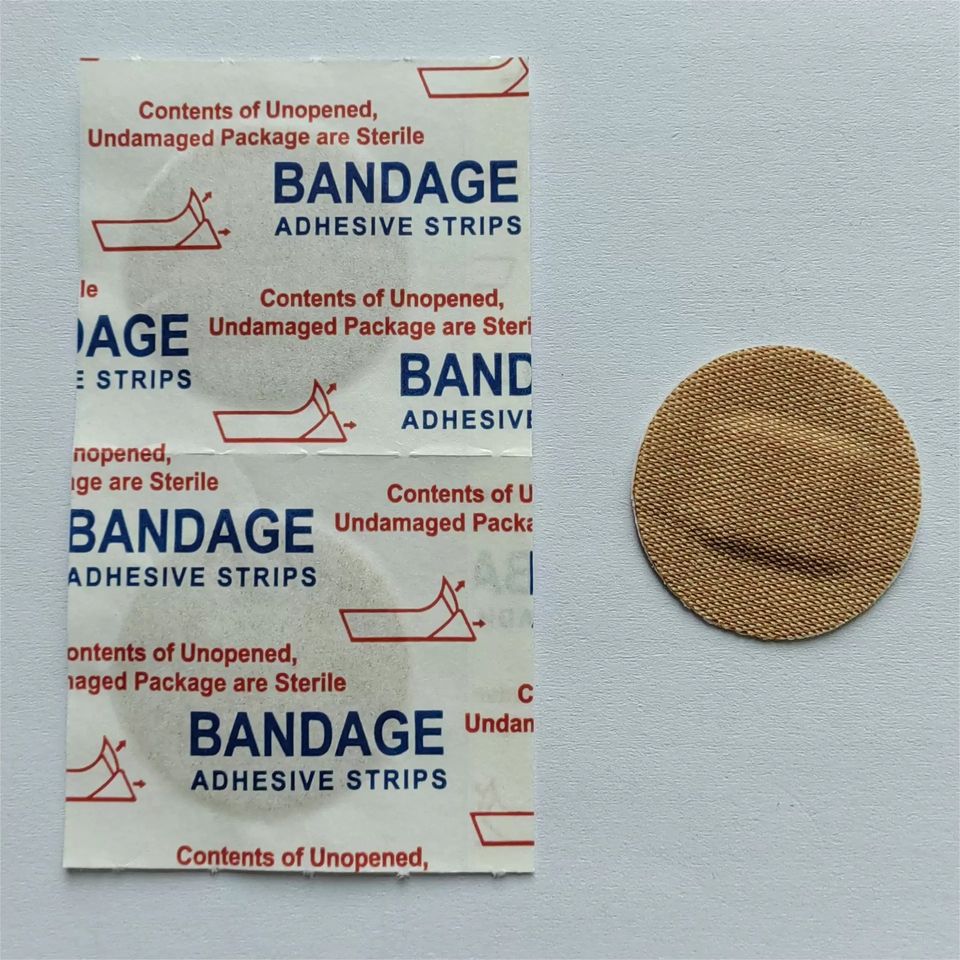 Contents of Unopened,
Undamaged Package are Sterile
BANDAGE
ADHESIVE STRIPS
le
Contents of Unopened,
Undamaged Package are Steri
DAGE
E STRIPS
BAND
ADHESIVE
nopened,
ge are Sterile
Contents of U
Undamaged Packa
BANDAGE
ADHESIVE STRIPS
ontents of Unopened,
maged Package are Sterile
C
Undam
BANDAGE
ADHESIVE STRIPS
Contents of Unopened,